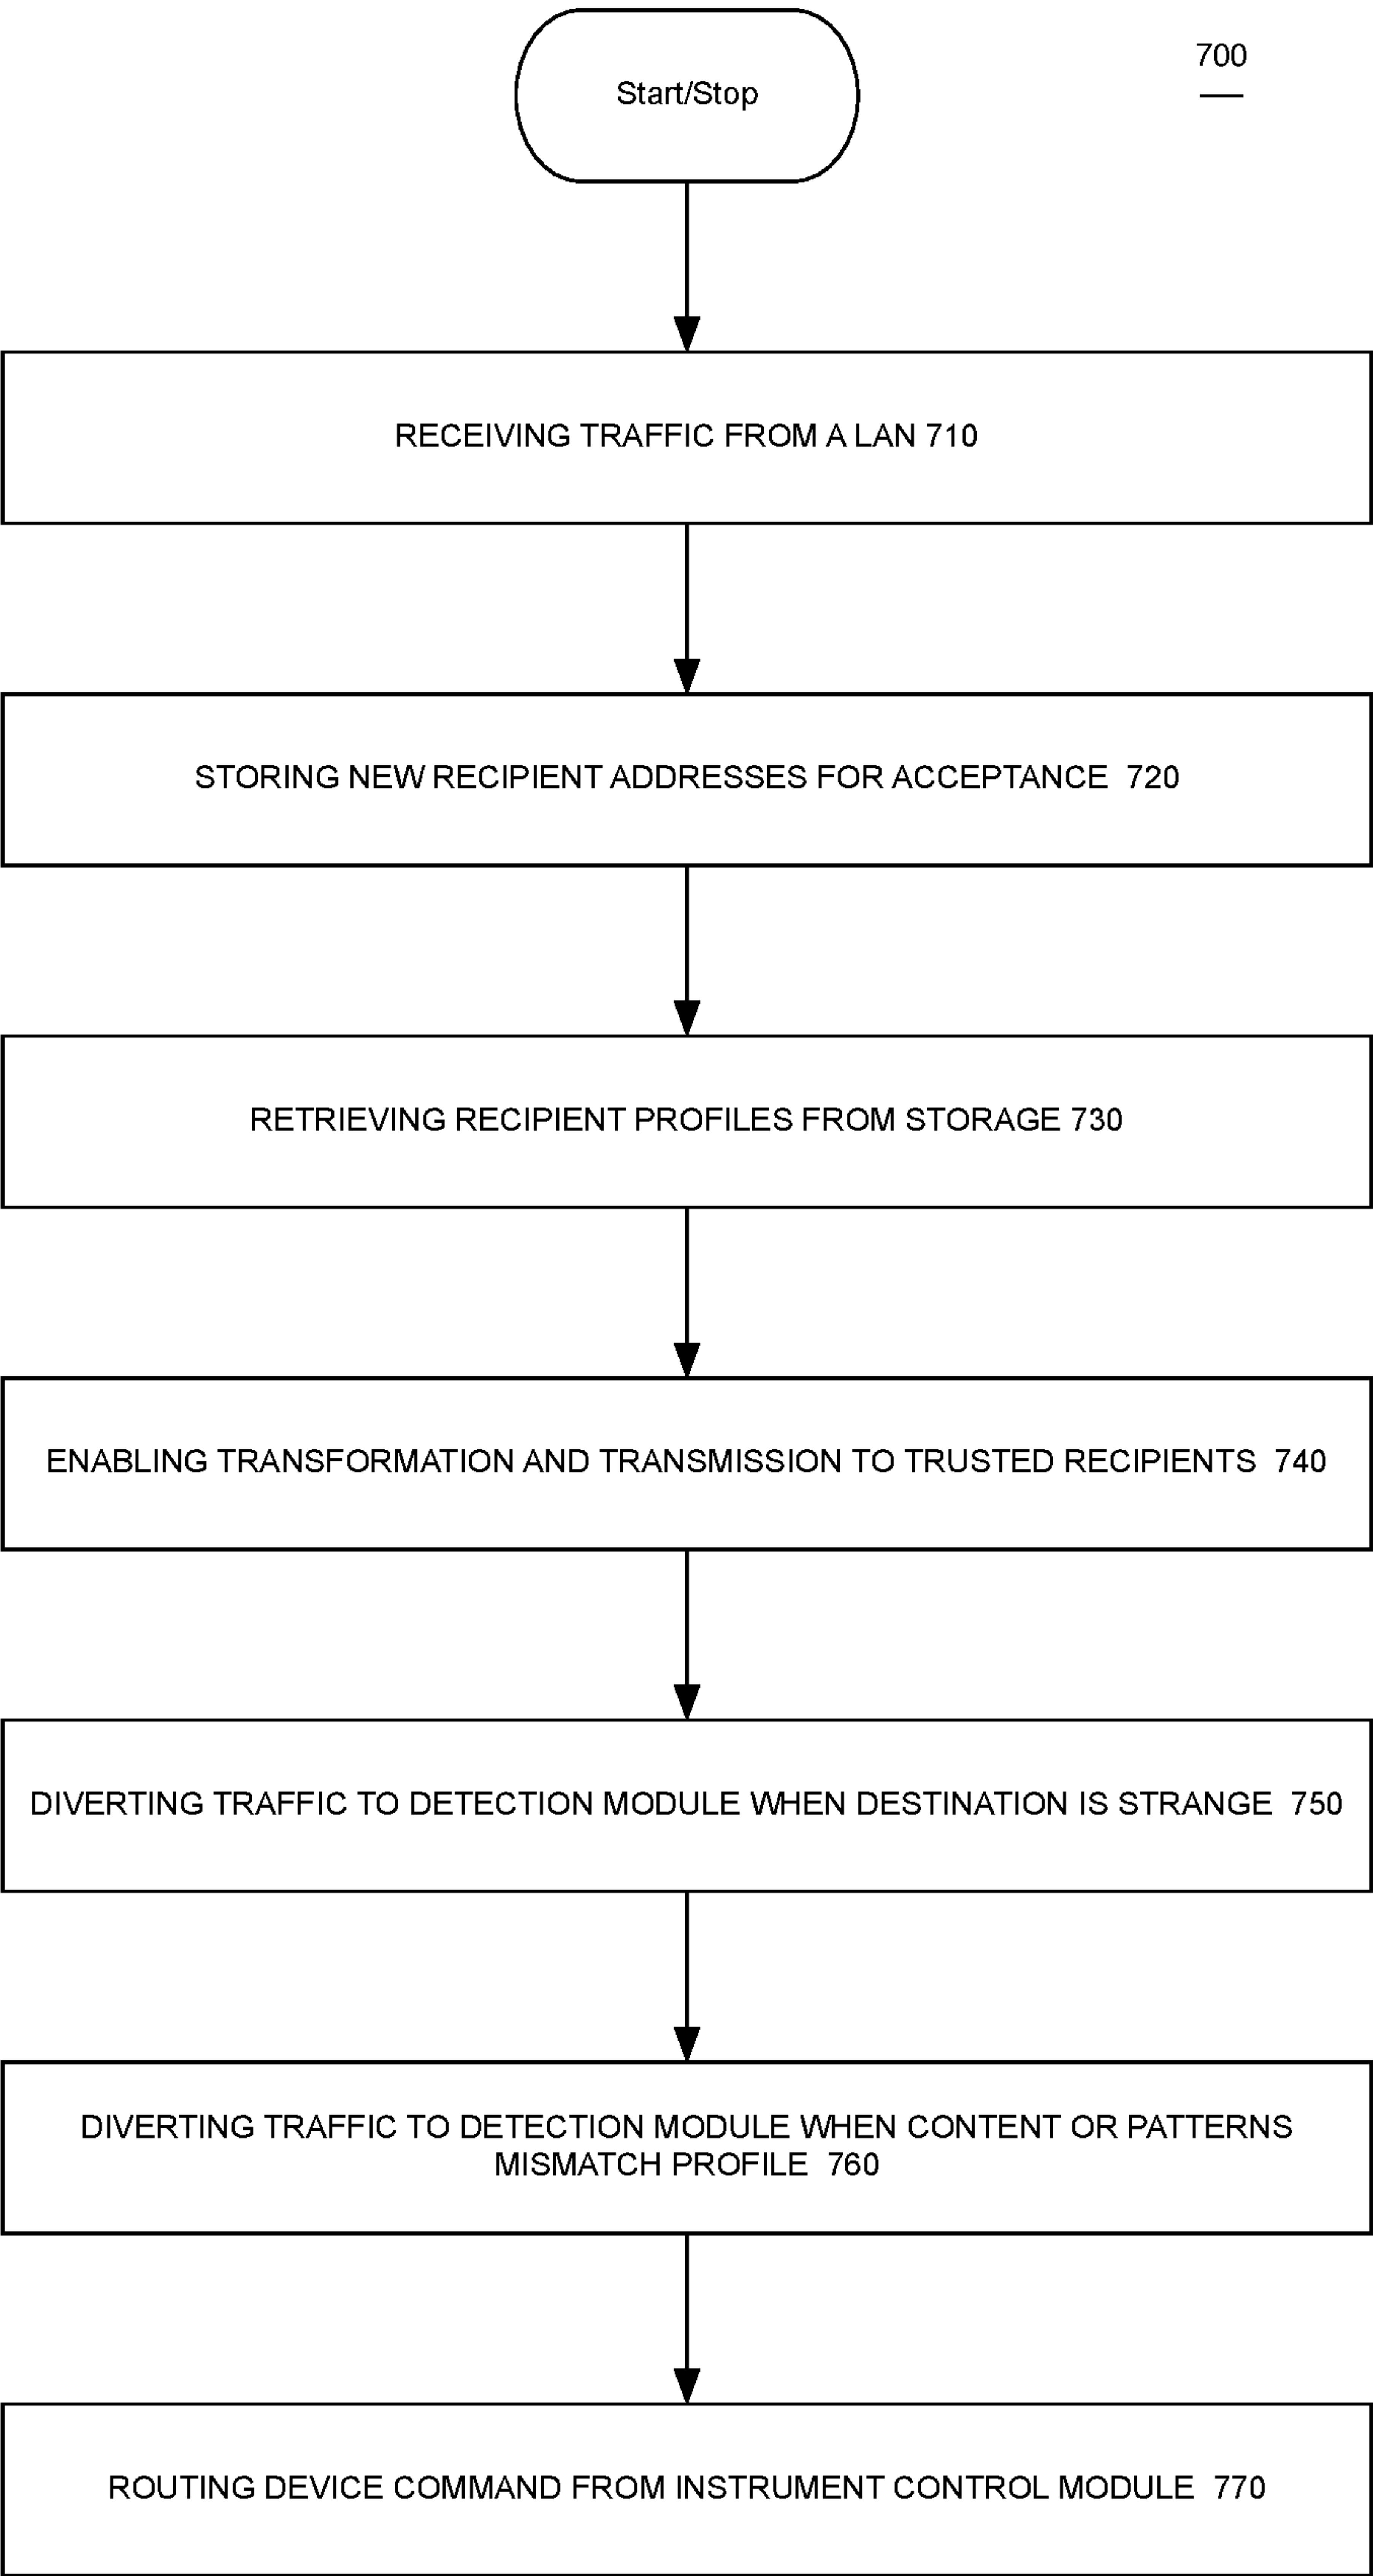 700
Start/Stop
RECEIVING TRAFFIC FROM A LAN 710
STORING NEW RECIPIENT ADDRESSES FOR ACCEPTANCE 720
RETRIEVING RECIPIENT PROFILES FROM STORAGE 730
ENABLING TRANSFORMATION AND TRANSMISSION TO TRUSTED RECIPIENTS 740
DIVERTING TRAFFIC TO DETECTION MODULE WHEN DESTINATION IS STRANGE 750
DIVERTING TRAFFIC TO DETECTION MODULE WHEN CONTENT OR PATTERNS
MISMATCH PROFILE 760
ROUTING DEVICE COMMAND FROM INSTRUMENT CONTROL MODULE 770